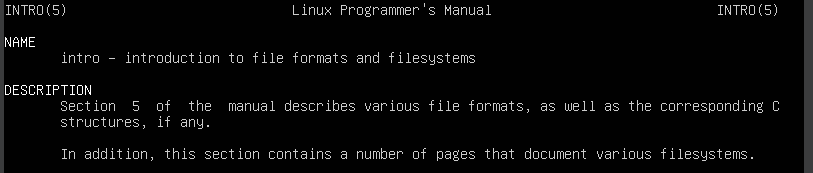 INTRO(5) Linux Programmer's Manual INTRO(5)
NAME
intro – introduction to file formats and filesystems
DESCRIPTION
Section 5 of the manual describes various file formats, as well as the corresponding C
structures, if any.
In addition, this section contains a number of pages that document various filesystems.